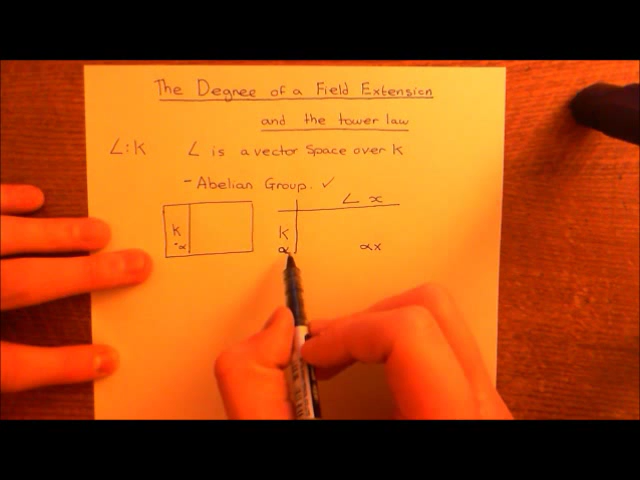 The Degree of a Field Extension
and the tower law
L:K L is a vector space over K
- Abelian Group. ✓
L x
K K
-α α αx